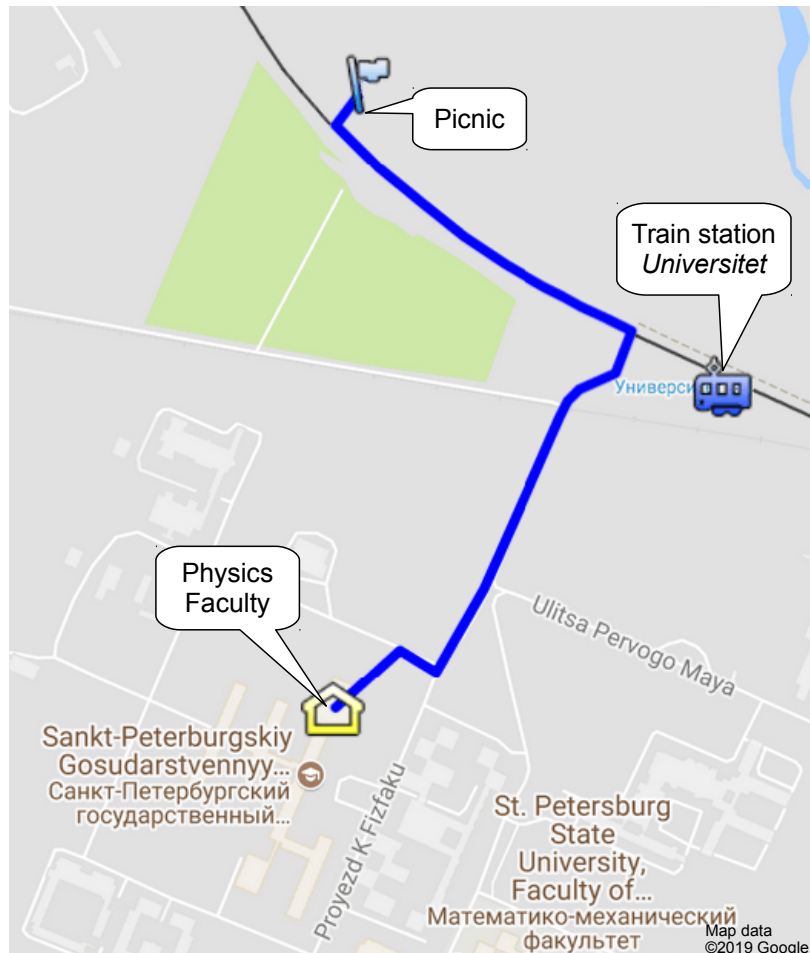 Picnic
Train station
Universitet
Универси
Physics
Faculty
Ulitsa Pervogo Maya
Sankt-Peterburgskiy
Gosudarstvennyy...
Санкт-Петербургский
государственный...
Proyezd K Fizfaku
St. Petersburg
State
University,
Faculty of...
Математико-механический
факультет
Map data
©2019 Google